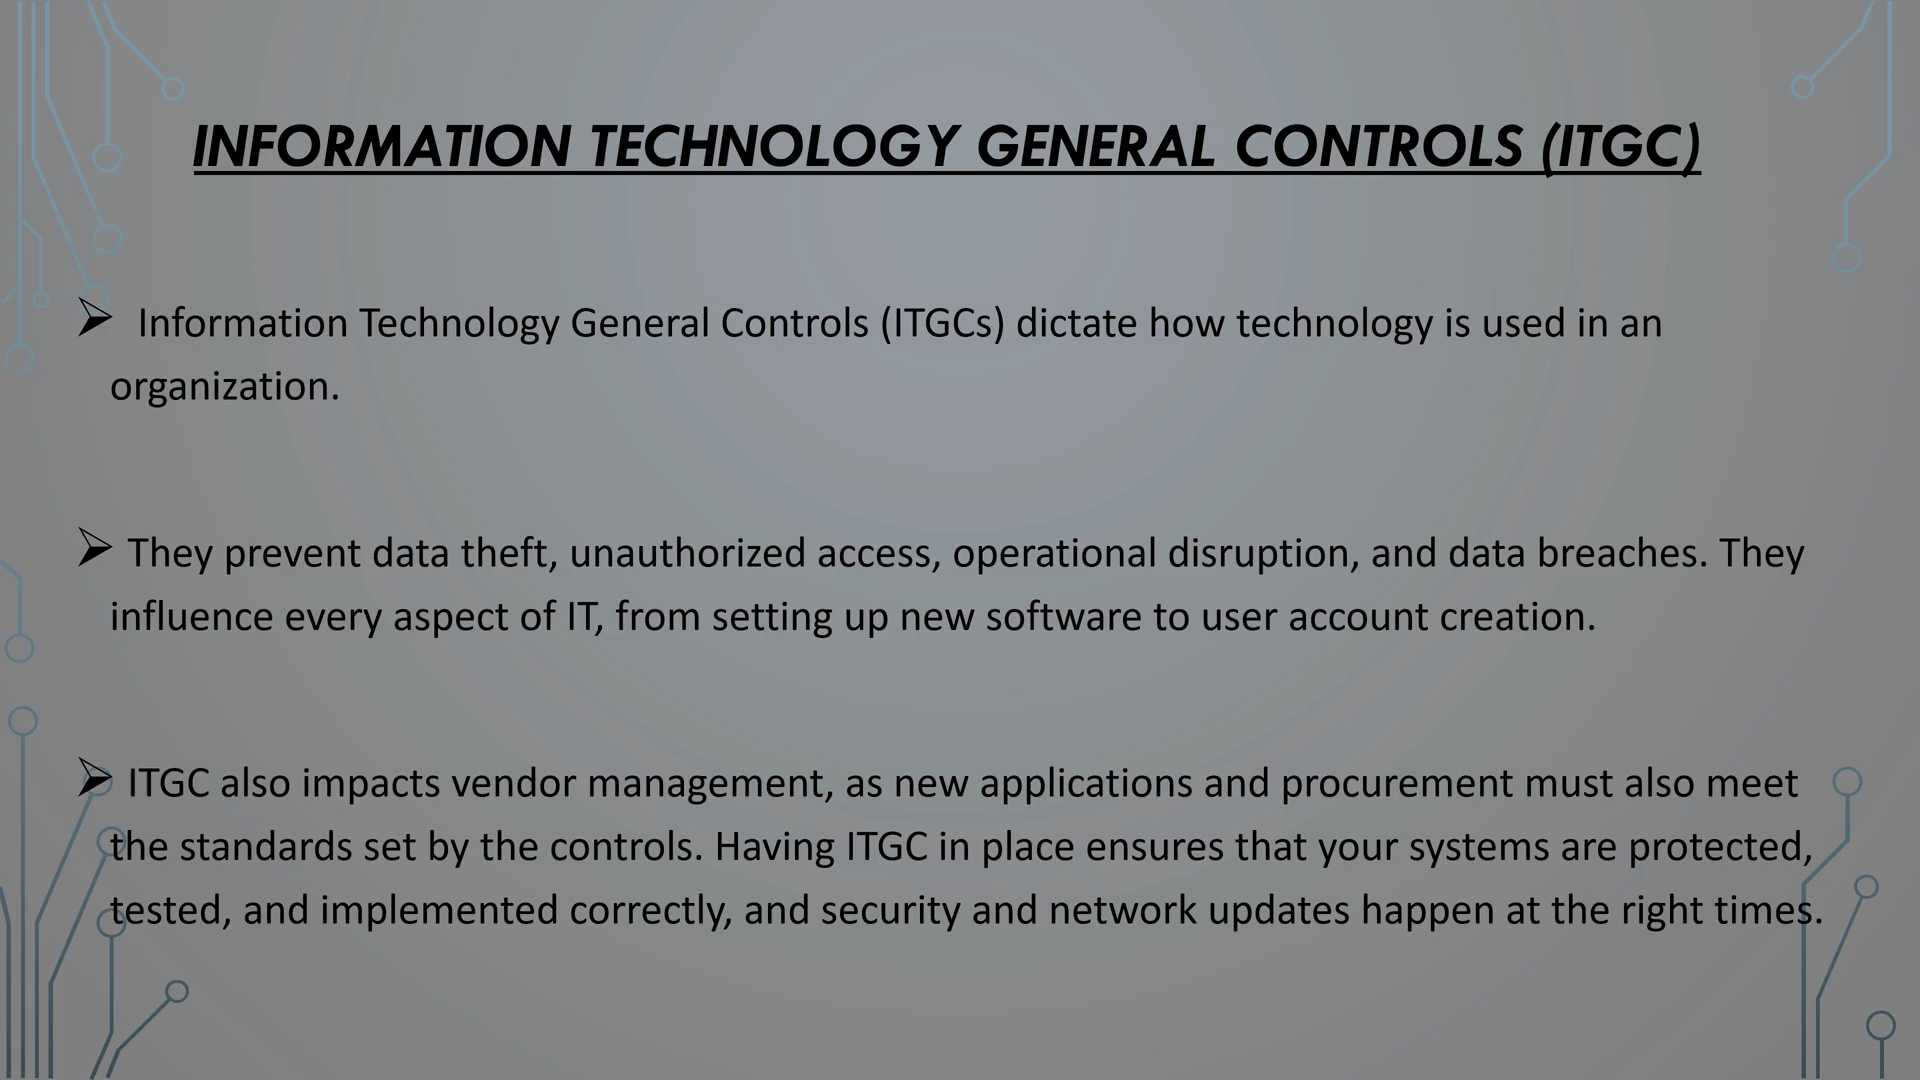 INFORMATION TECHNOLOGY GENERAL CONTROLS (ITGC)
➢ Information Technology General Controls (ITGCs) dictate how technology is used in an
organization.
➢ They prevent data theft, unauthorized access, operational disruption, and data breaches. They
influence every aspect of IT, from setting up new software to user account creation.
➢ ITGC also impacts vendor management, as new applications and procurement must also meet
the standards set by the controls. Having ITGC in place ensures that your systems are protected,
tested, and implemented correctly, and security and network updates happen at the right times.